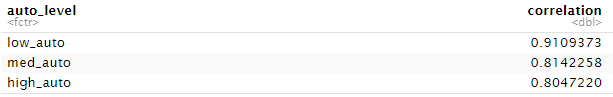 auto_level correlation
<fctr> <dbl>
low_auto 0.9109373
med_auto 0.8142258
high_auto 0.8047220